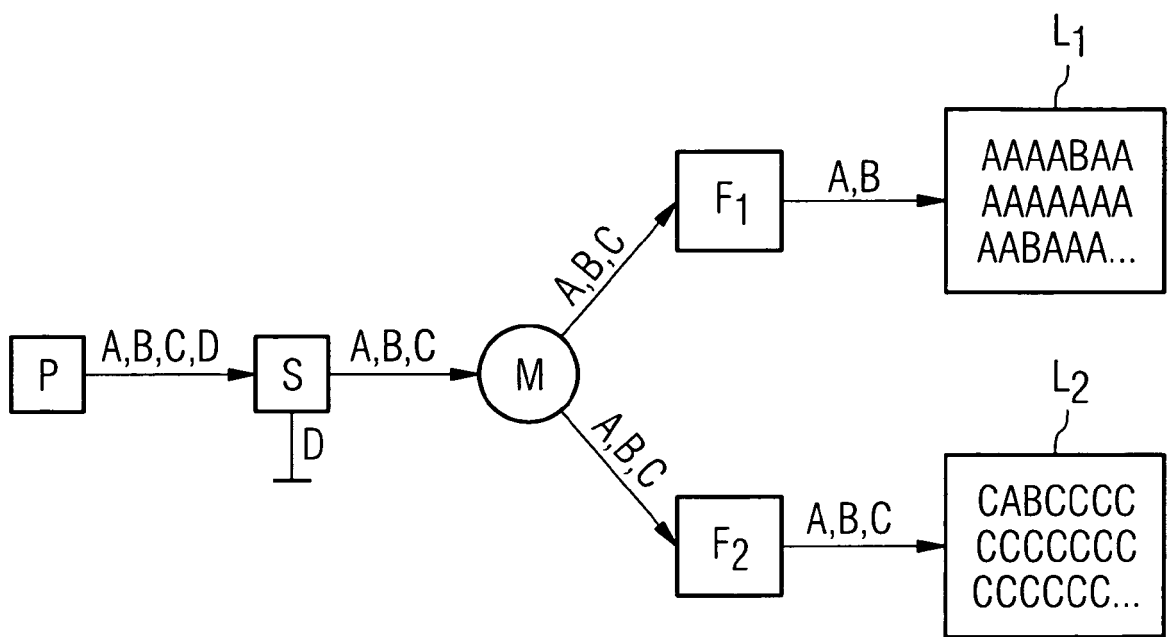 L1
AAAABAA
AAAAAAA
AABAAA...
F1
A,B
A,B,C
P
A,B,C,D
S
A,B,C
M
D
A,B,C
F2
A,B,C
L2
CABCCCC
CCCCCCC
CCCCCC...